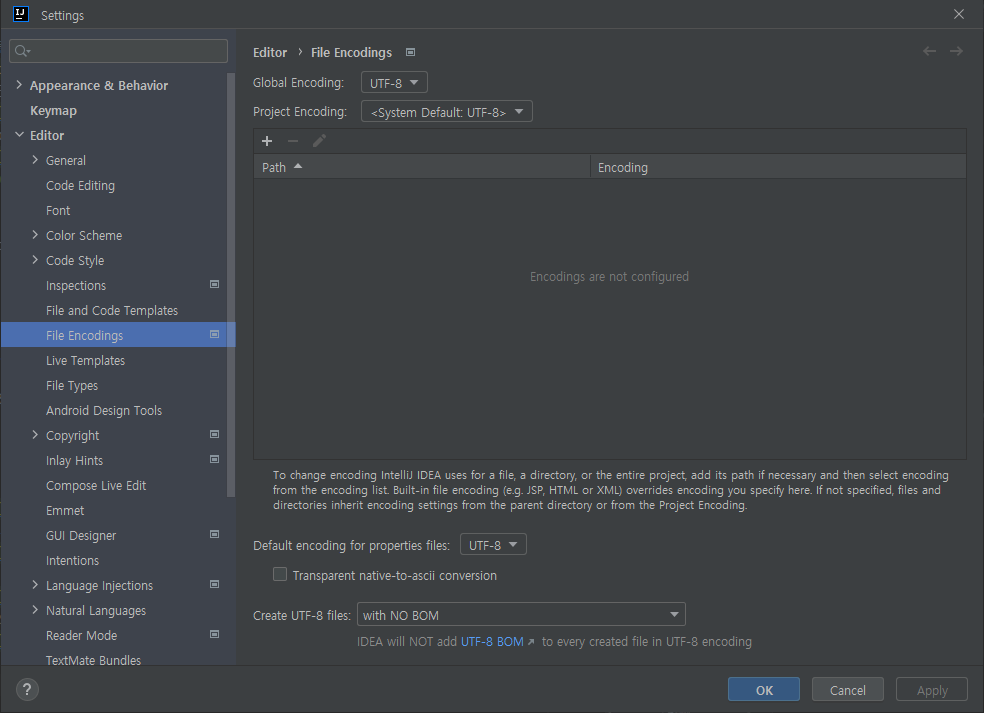 IJ
Settings
Editor › File Encodings
Global Encoding: UTF-8
Project Encoding: <System Default: UTF-8>
Path Encoding
Encodings are not configured
To change encoding IntelliJ IDEA uses for a file, a directory, or the entire project, add its path if necessary and then select encoding
from the encoding list. Built-in file encoding (e.g. JSP, HTML or XML) overrides encoding you specify here. If not specified, files and
directories inherit encoding settings from the parent directory or from the Project Encoding.
Default encoding for properties files: UTF-8
Transparent native-to-ascii conversion
Create UTF-8 files: with NO BOM
IDEA will NOT add UTF-8 BOM ↗ to every created file in UTF-8 encoding
Appearance & Behavior
Keymap
Editor
General
Code Editing
Font
Color Scheme
Code Style
Inspections
File and Code Templates
File Encodings
Live Templates
File Types
Android Design Tools
Copyright
Inlay Hints
Compose Live Edit
Emmet
GUI Designer
Intentions
Language Injections
Natural Languages
Reader Mode
TextMate Bundles
?
OK
Cancel
Apply